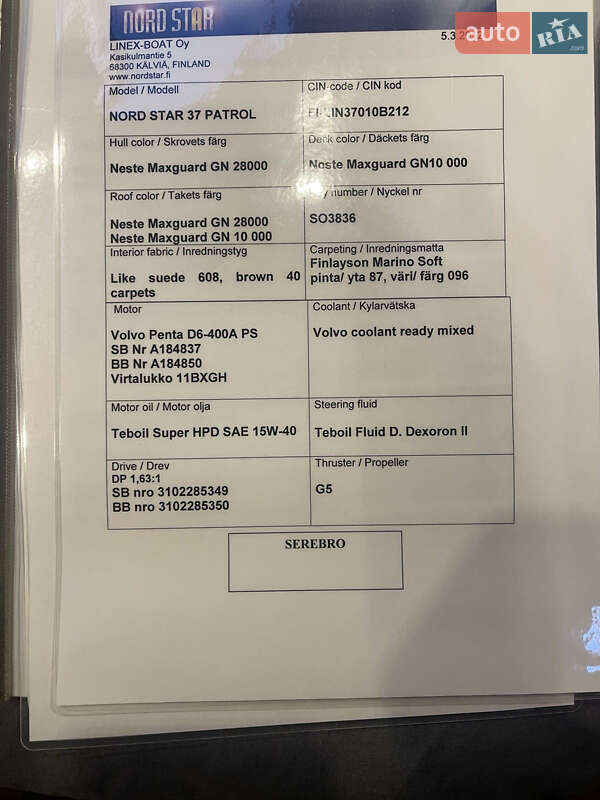 NORD STAR
auto RIA .com
LINEX-BOAT Oy
Kasikulmantie 5
68300 KÄLVIÄ, FINLAND
www.nordstar.fi
Model / Modell
CIN-code / CIN kod
NORD STAR 37 PATROL
Hull color / Skrovets färg
Deck color / Däckets färg
Neste Maxguard GN 28000
Neste Maxguard GN10 000
Roof color / Takets färg
number / Nyckel nr
Neste Maxguard GN 28000
Neste Maxguard GN 10 000
SO3836
Interior fabric / Inredningstyg
Carpeting / Inredningsmatta
Like suede 608, brown 40
carpets
Finlayson Marino Soft
pinta/ yta 87, väri/ färg 096
Motor
Coolant / Kylarvätska
Volvo Penta D6-400A PS
SB Nr A184837
BB Nr A184850
Virtalukko 11BXGH
Volvo coolant ready mixed
Motor oil / Motor olja
Steering fluid
Teboil Super HPD SAE 15W-40
Teboil Fluid D. Dexoron II
Drive / Drev
Thruster / Propeller
DP 1,63:1
SB nro 3102285349
BB nro 3102285350
G5
SEREBRO